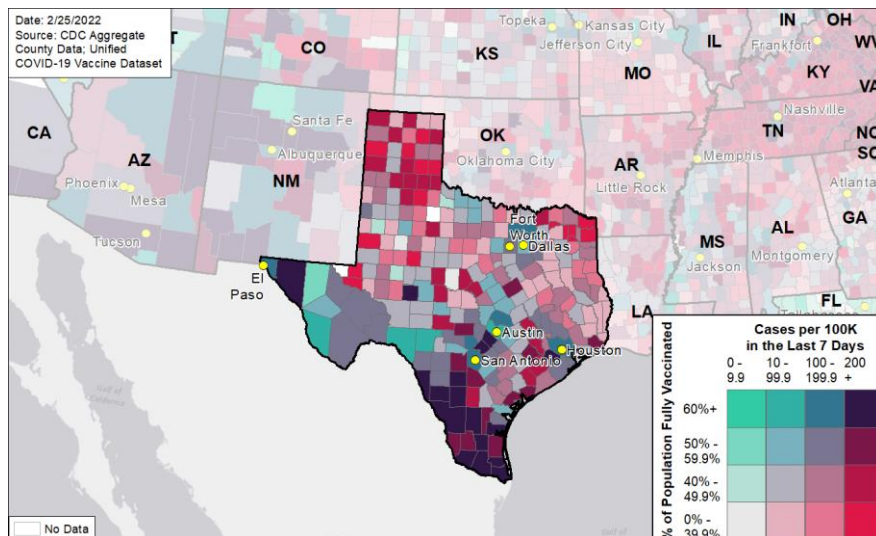 Date: 2/25/2022
Source: CDC Aggregate
County Data; Unified
COVID-19 Vaccine Dataset
CO
KS
Topeka
Kansas City
Jefferson City
MO
IL
IN
OH
Frankfort
WV
KY
VA
CA
AZ
Santa Fe
Albuquerque
NM
OK
Oklahoma City
AR
Little Rock
Memphis
TN
Nashville
NC
SC
Phoenix
Mesa
Tucson
Fort
Worth
Dallas
MS
Jackson
AL
Montgomery
Atlanta
GA
El
Paso
LA
FL
Austin
San Antonio
Houston
Gulf of
California
Cases per 100K
in the Last 7 Days
0 -
9.9
10 -
99.9
100 -
199.9
200
+
% of Population Fully Vaccinated
60%+
50% -
59.9%
40% -
49.9%
0% -
39.9%
No Data